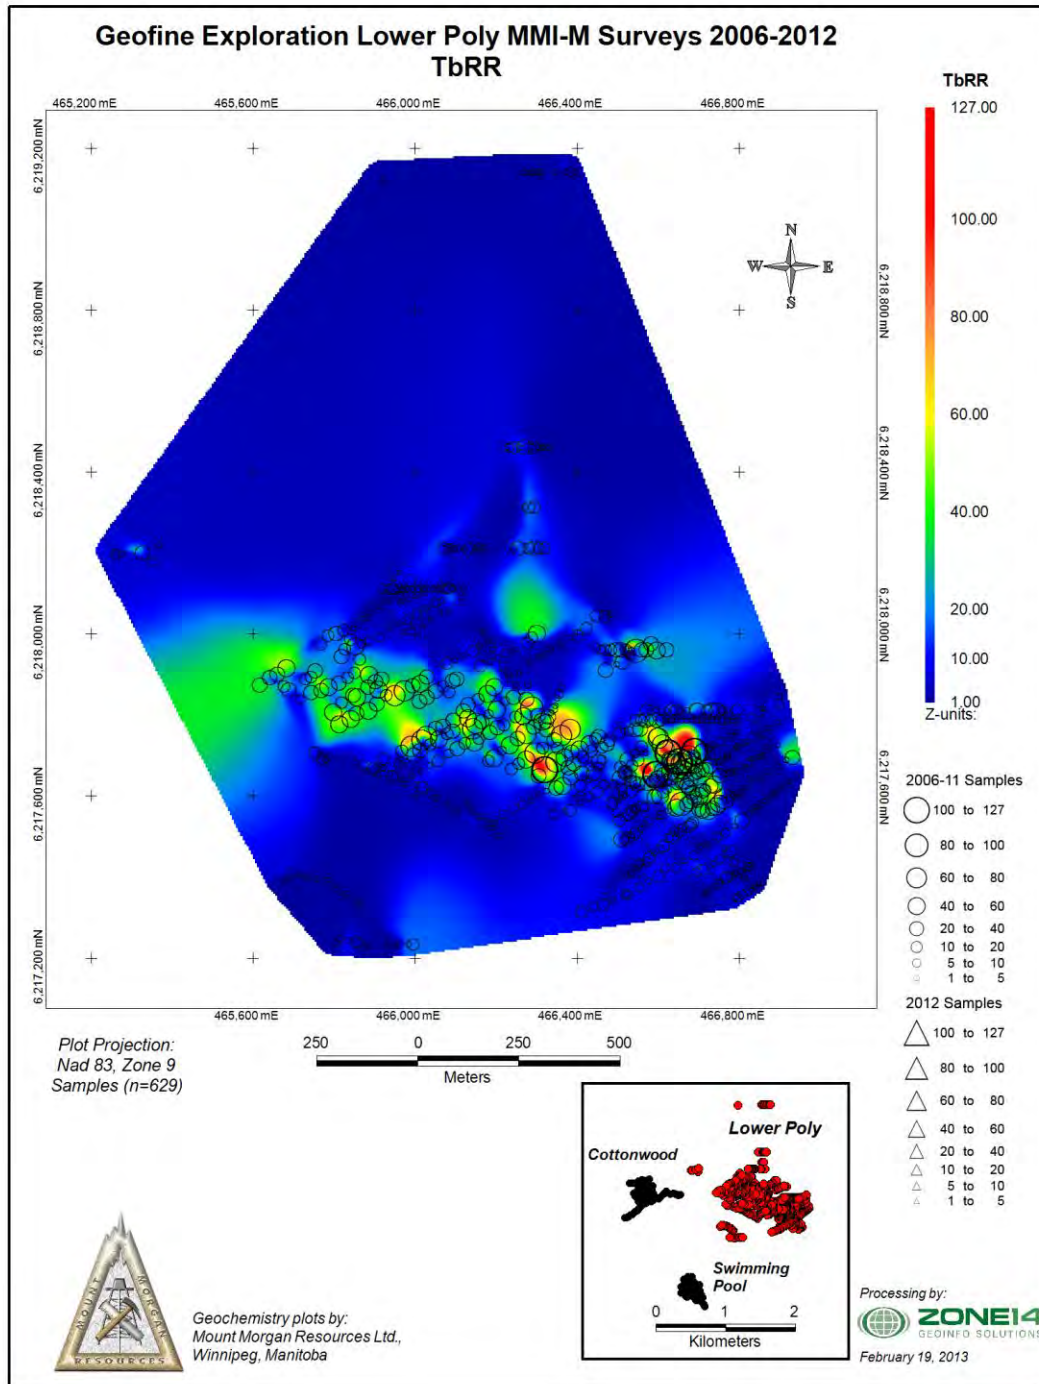 Geofine Exploration Lower Poly MMI-M Surveys 2006-2012
TbRR
465,200 mE
465,600 mE
466,000 mE
466,400 mE
466,800 mE
6,219,200 mN
6,218,800 mN
6,218,400 mN
6,218,000 mN
6,217,600 mN
6,217,200 mN
N
W E
S
6,218,800 mN
6,218,400 mN
6,218,000 mN
6,217,600 mN
465,600 mE
466,000 mE
466,400 mE
466,800 mE
TbRR
127.00
100.00
80.00
60.00
40.00
20.00
10.00
1.00
Z-units:
2006-11 Samples
100 to 127
80 to 100
60 to 80
40 to 60
20 to 40
10 to 20
5 to 10
1 to 5
2012 Samples
100 to 127
80 to 100
60 to 80
40 to 60
20 to 40
10 to 20
5 to 10
1 to 5
Plot Projection:
Nad 83, Zone 9
Samples (n=629)
250 0 250 500
Meters
Lower Poly
Cottonwood
Swimming
Pool
0 1 2
Kilometers
MOUNT MORGAN
RESOURCES
Geochemistry plots by:
Mount Morgan Resources Ltd.,
Winnipeg, Manitoba
Processing by:
ZONE14
GEOINFO SOLUTIONS
February 19, 2013